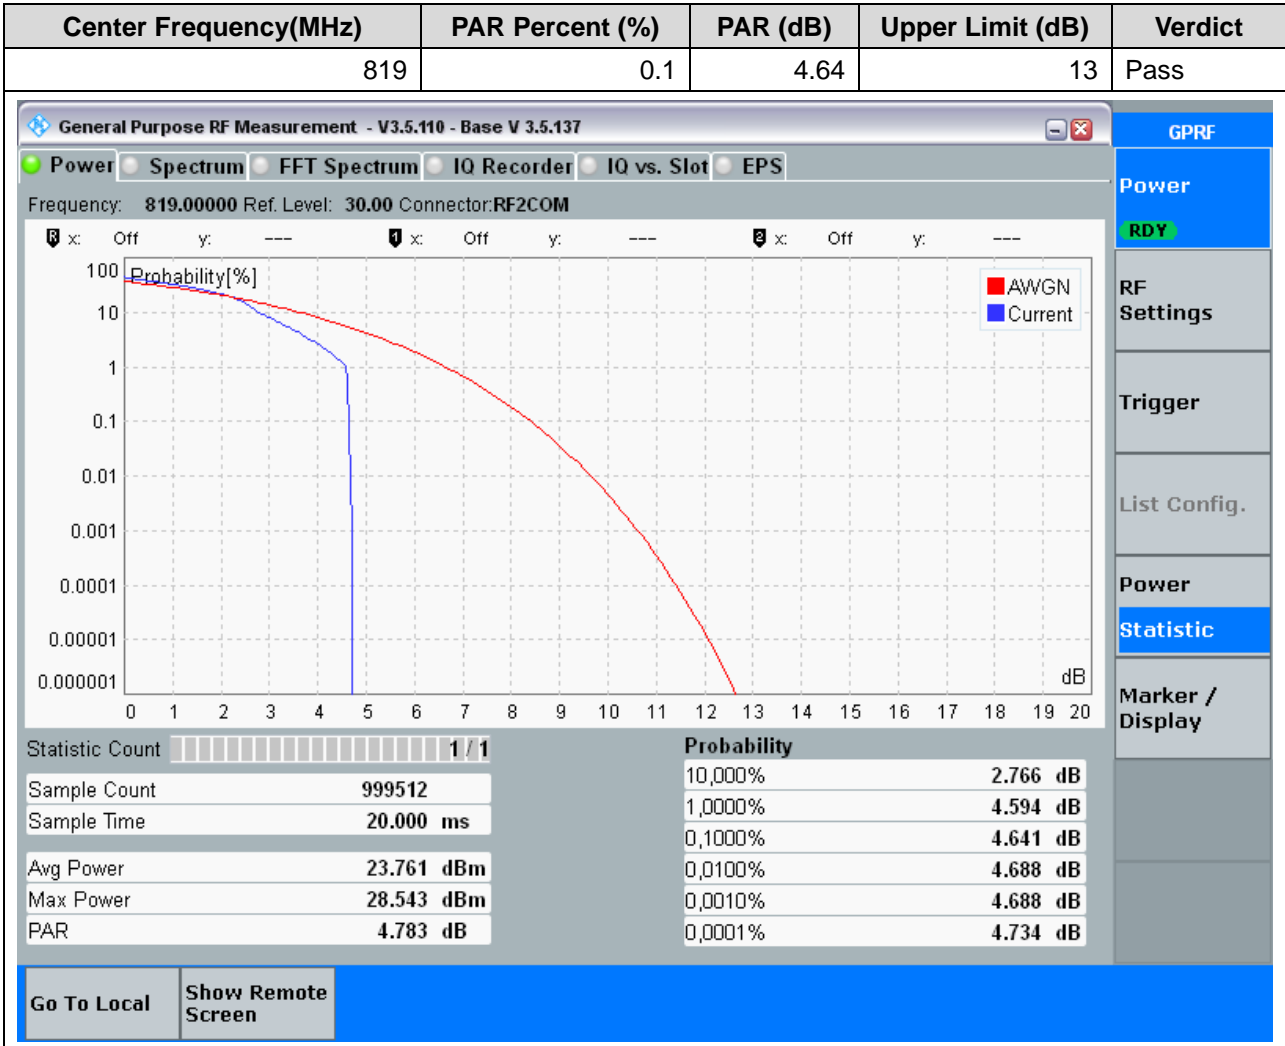 Center Frequency(MHz) PAR Percent (%) PAR (dB) Upper Limit (dB) Verdict
819 0.1 4.64 13 Pass
General Purpose RF Measurement - V3.5.110 - Base V 3.5.137
GPRF
Power Spectrum FFT Spectrum IQ Recorder IQ vs. Slot EPS
Frequency: 819.00000 Ref. Level: 30.00 Connector:RF2COM
R x: Off y: --- 1 x: Off y: --- 2 x: Off y: ---
Probability[%]
AWGN
Current
100
10
1
0.1
0.01
0.001
0.0001
0.00001
0.000001
dB
0 1 2 3 4 5 6 7 8 9 10 11 12 13 14 15 16 17 18 19 20
Statistic Count 1 / 1
Sample Count 999512
Sample Time 20.000 ms
Avg Power 23.761 dBm
Max Power 28.543 dBm
PAR 4.783 dB
Probability
10,000% 2.766 dB
1,0000% 4.594 dB
0,1000% 4.641 dB
0,0100% 4.688 dB
0,0010% 4.688 dB
0,0001% 4.734 dB
Power
RDY
RF
Settings
Trigger
List Config.
Power
Statistic
Marker /
Display
Go To Local
Show Remote
Screen